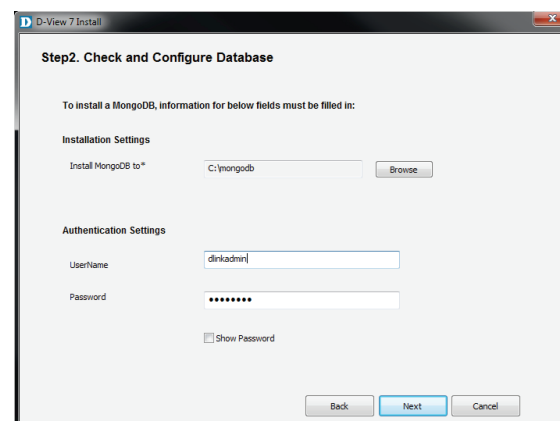 D-View 7 Install
Step2. Check and Configure Database
To install a MongoDB, information for below fields must be filled in:
Installation Settings
Install MongoDB to*
C:\mongodb
Browse
Authentication Settings
UserName
dlinkadmin
Password
••••••••
Show Password
Back
Next
Cancel